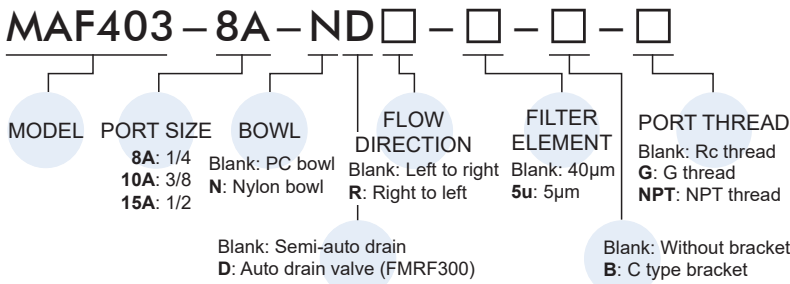 MAF403 – 8A – ND□ – □ – □ – □
MODEL
PORT SIZE
8A: 1/4
10A: 3/8
15A: 1/2
BOWL
Blank: PC bowl
N: Nylon bowl
FLOW
DIRECTION
Blank: Left to right
R: Right to left
FILTER
ELEMENT
Blank: 40µm
5u: 5µm
PORT THREAD
Blank: Rc thread
G: G thread
NPT: NPT thread
Blank: Semi-auto drain
D: Auto drain valve (FMRF300)
Blank: Without bracket
B: C type bracket